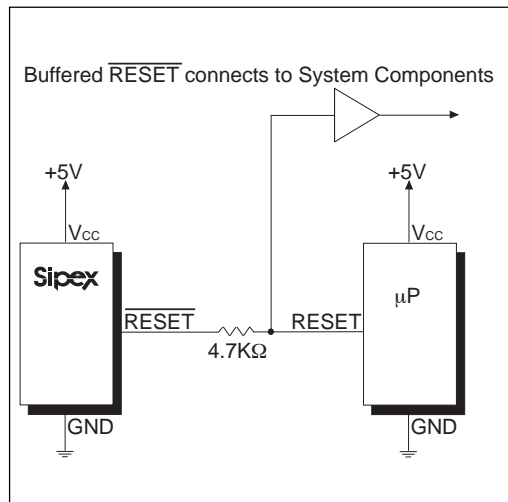 Buffered RESET connects to System Components
+5V
+5V
VCC
VCC
Sipex
μP
RESET
RESET
4.7KΩ
GND
GND